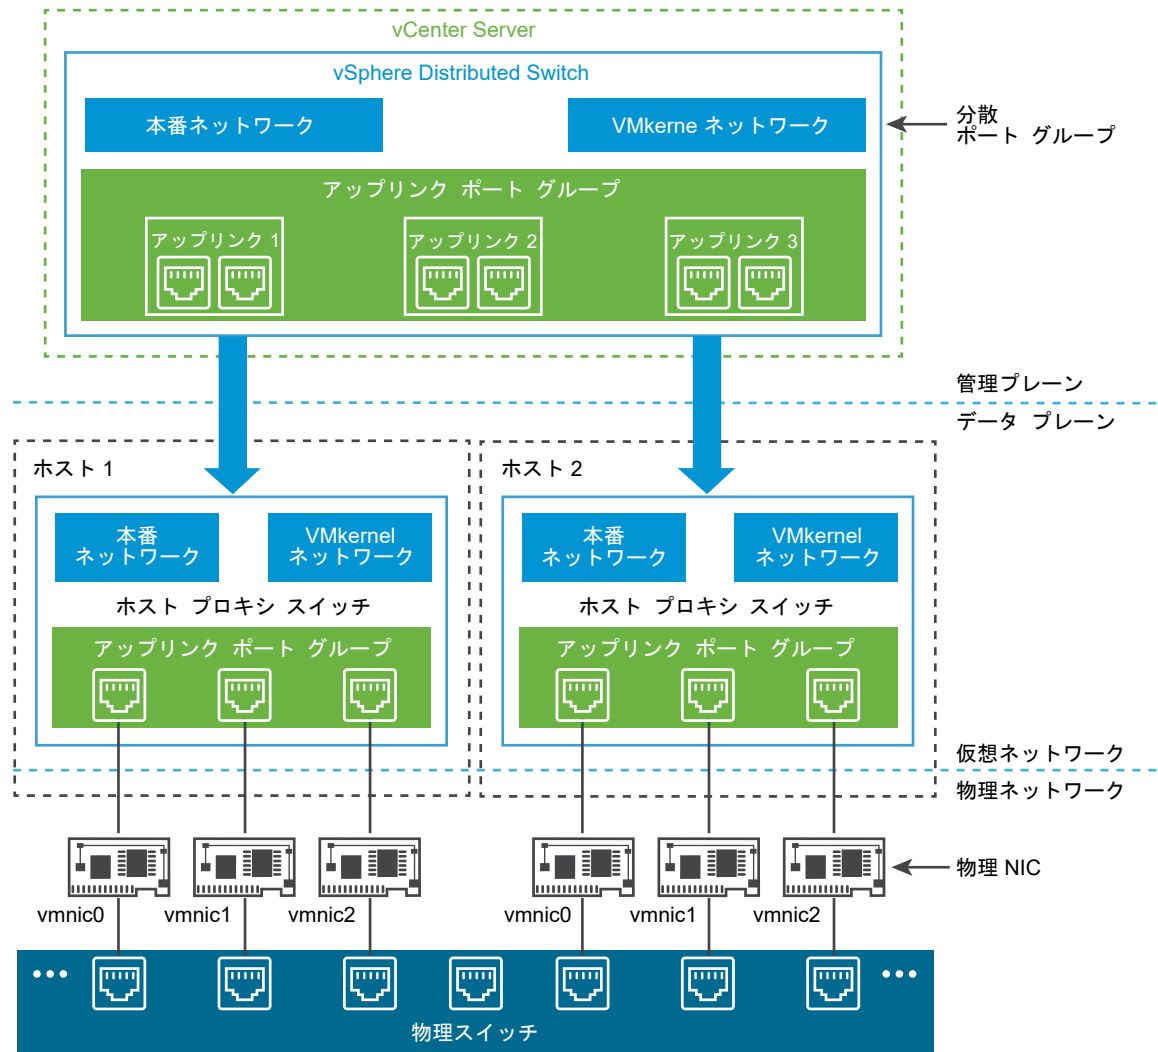 vCenter Server
vSphere Distributed Switch
本番ネットワーク
VMkerne ネットワーク
分散
ポート グループ
アップリンク ポート グループ
アップリンク 1
アップリンク 2
アップリンク 3
管理プレーン
データ プレーン
ホスト 1
本番
ネットワーク
VMkernel
ネットワーク
ホスト プロキシ スイッチ
アップリンク ポート グループ
ホスト 2
本番
ネットワーク
VMkernel
ネットワーク
ホスト プロキシ スイッチ
アップリンク ポート グループ
仮想ネットワーク
物理ネットワーク
物理 NIC
vmnic0
vmnic1
vmnic2
vmnic0
vmnic1
vmnic2
物理スイッチ